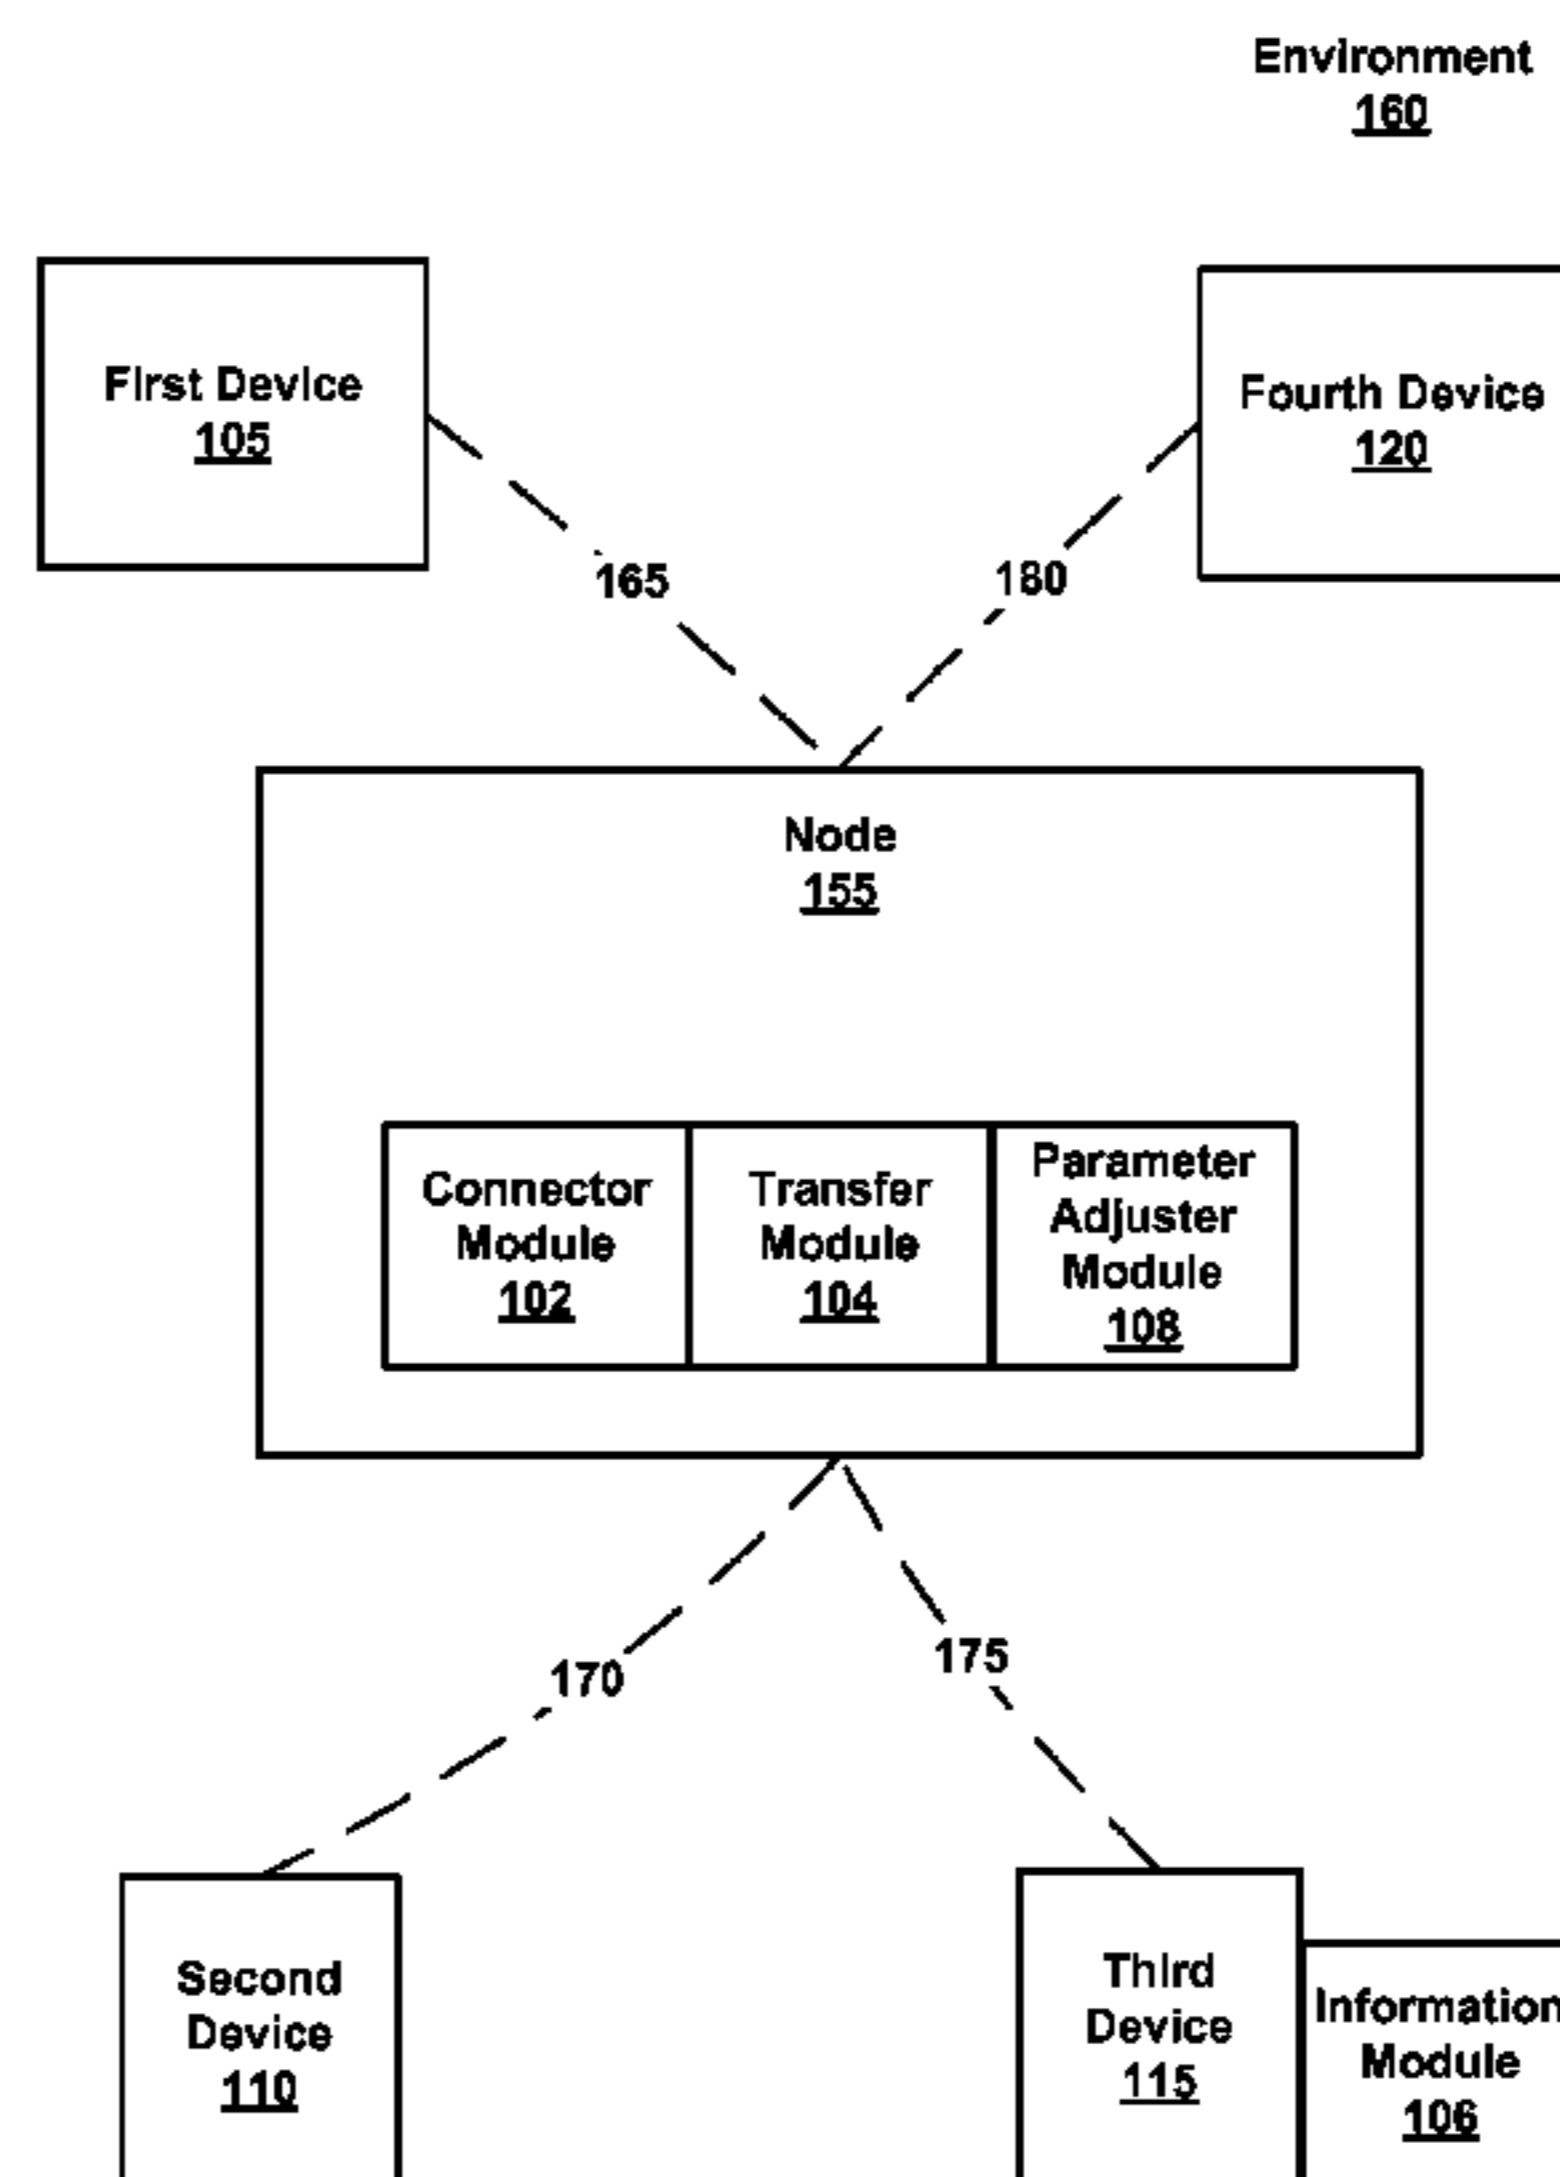 Environment
160
First Device
105
Fourth Device
120
165
180
Node
155
Connector
Module
102
Transfer
Module
104
Parameter
Adjuster
Module
108
170
175
Second
Device
110
Third
Device
115
Information
Module
106